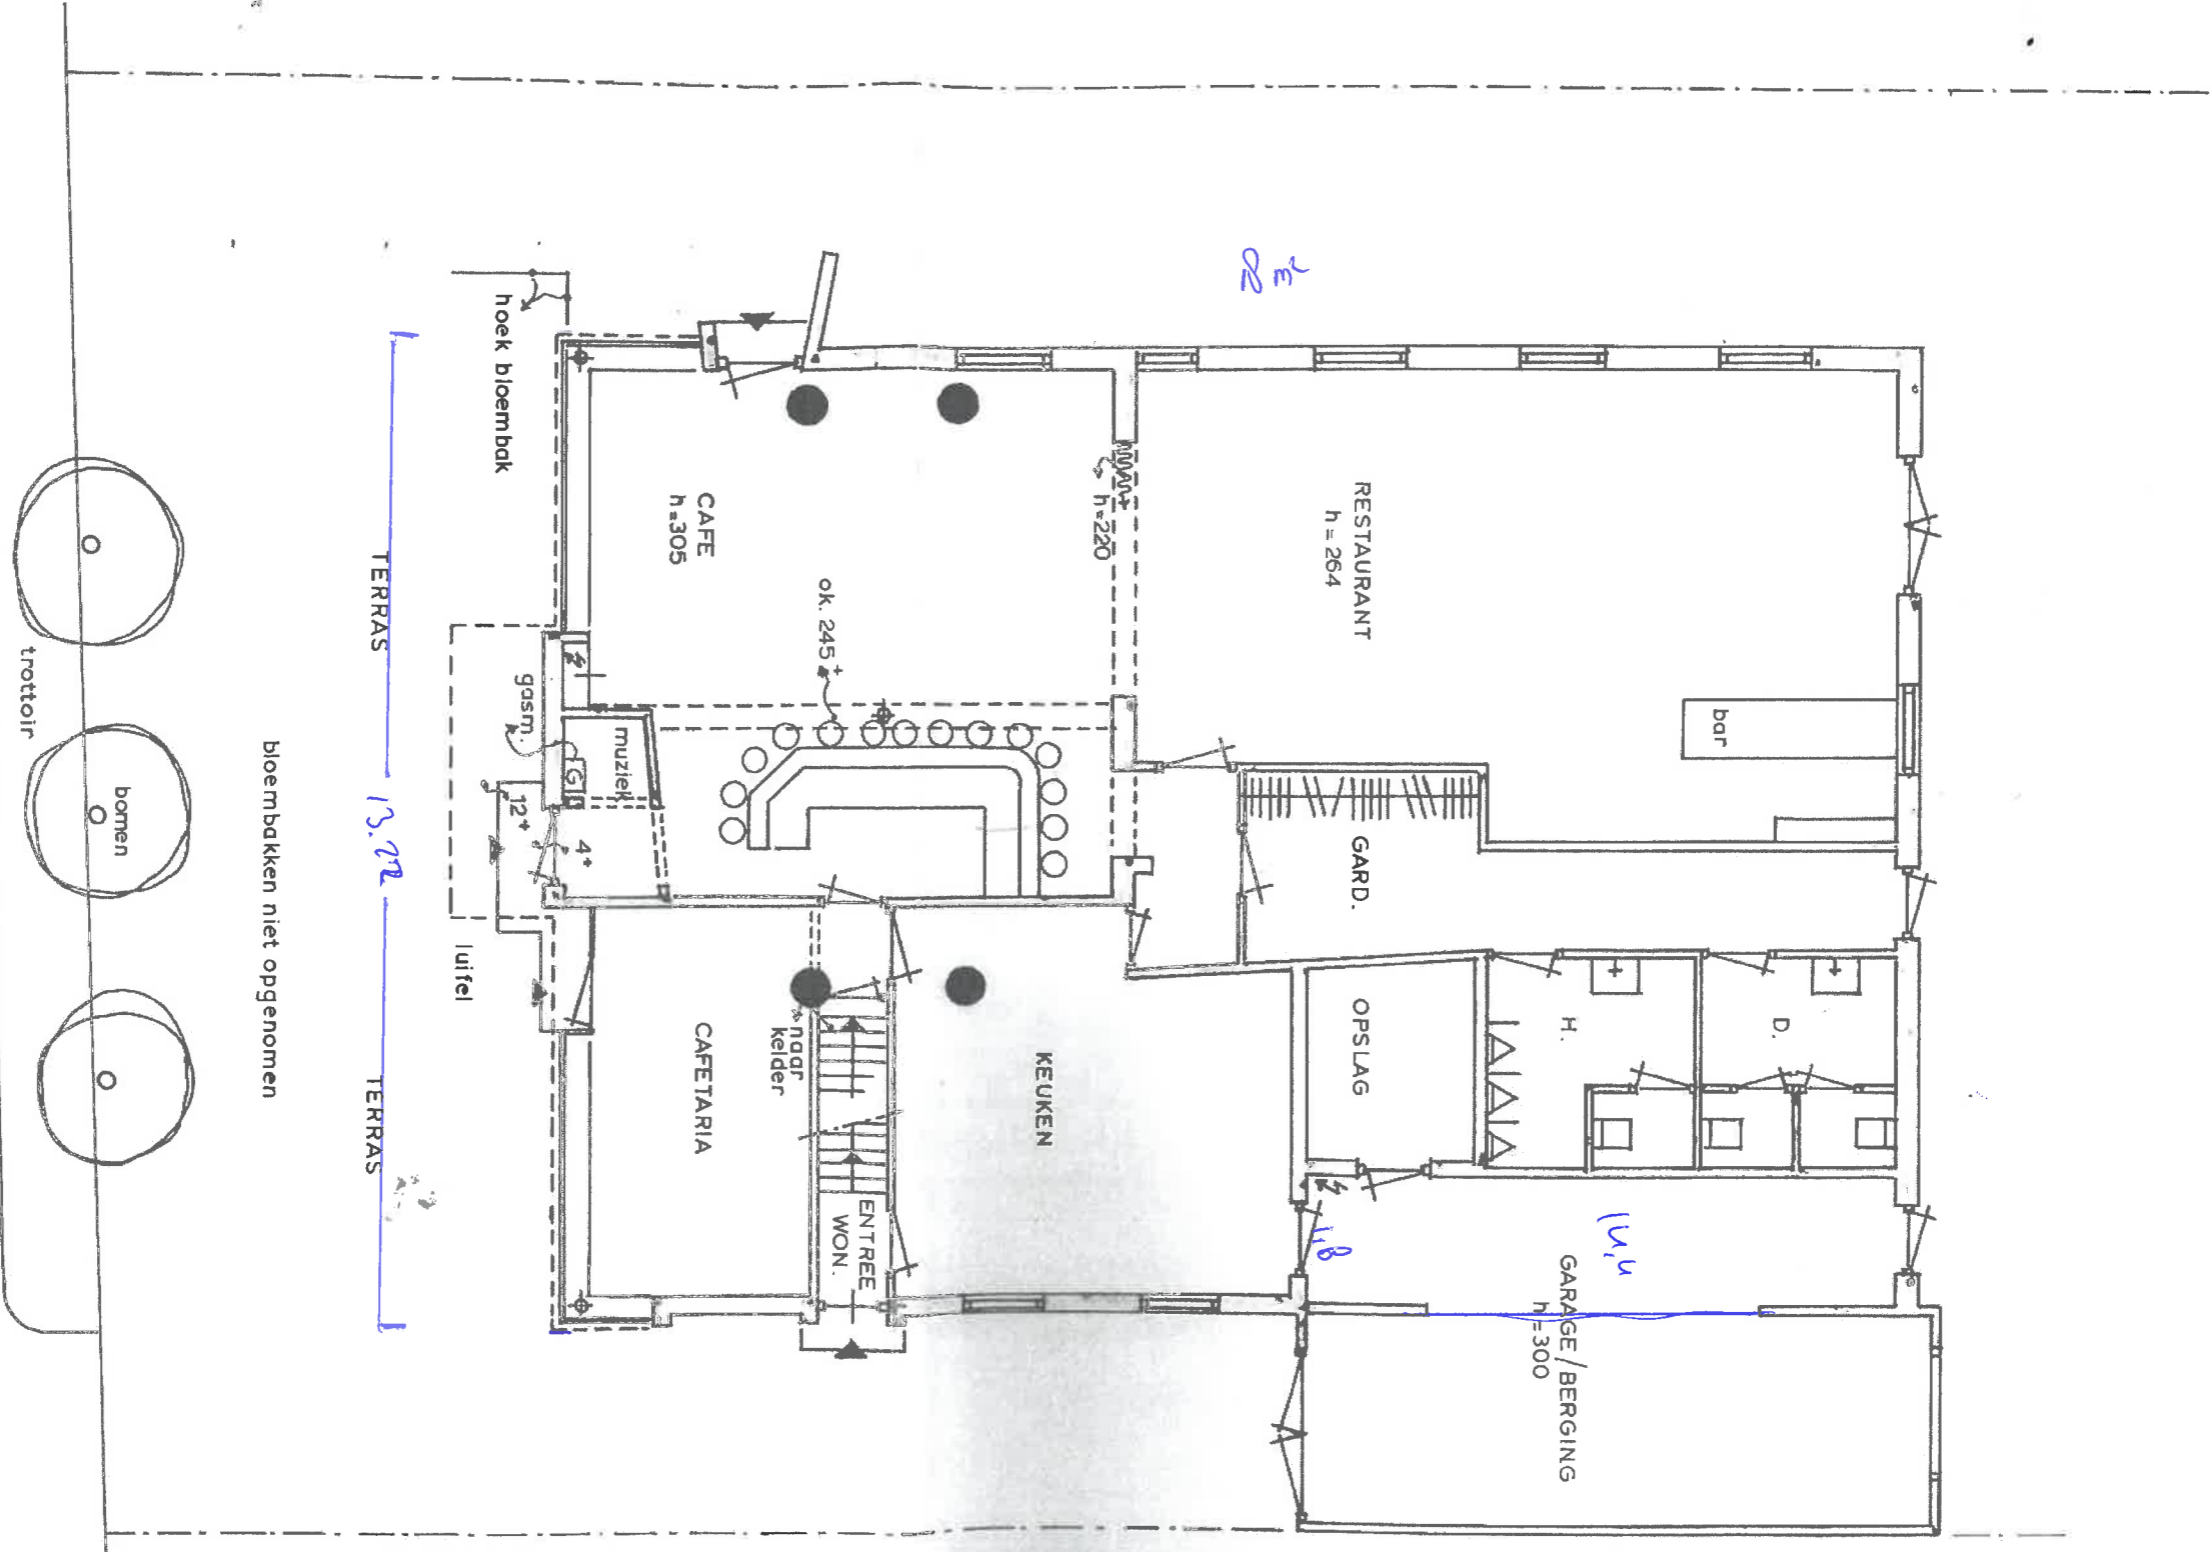 8 m²
RESTAURANT
h = 264
bar
GARD.
h=220
CAFE
h=305
ok. 245+
muziek
G
gasm.
12+
4+
hoek bloembak
luifel
TERRAS
13.22
TERRAS
trottoir
bomen
bloembakken niet opgenomen
CAFETARIA
naar
kelder
ENTREE
WON.
KEUKEN
OPSLAG
H.
D.
1,8
14,4
GARAGE/BERGING
h=300